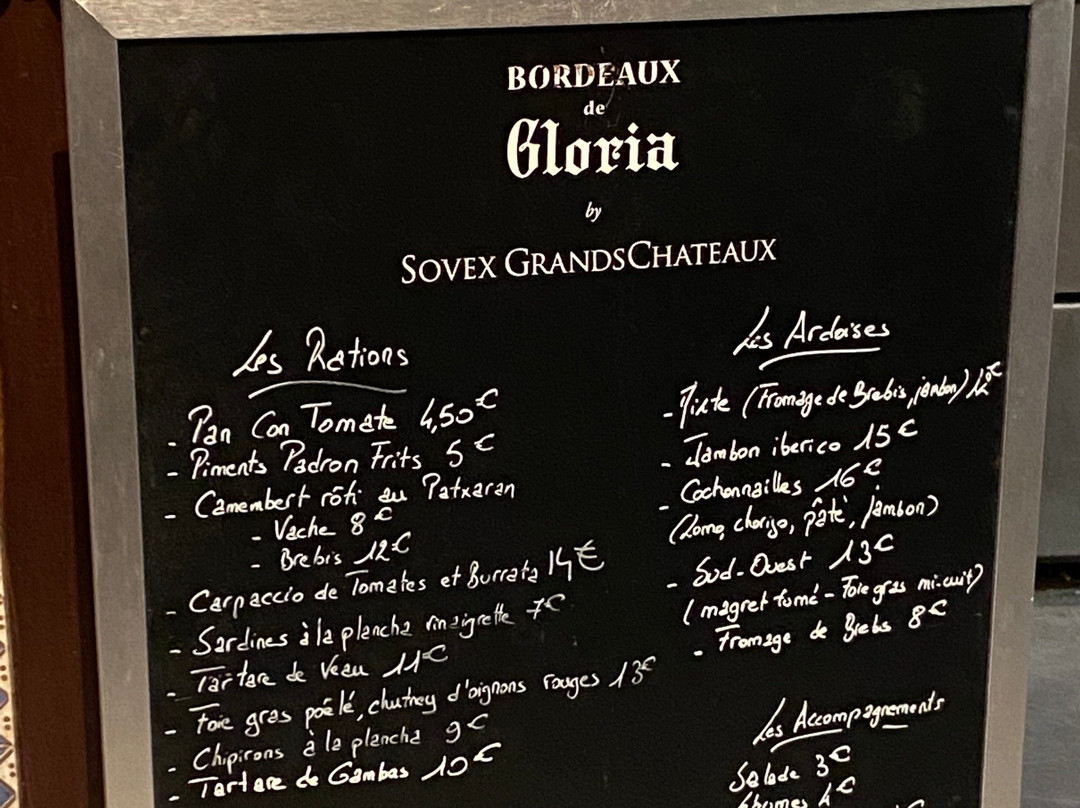 BORDEAUX
de
Gloria
by
SOVEX GRANDSCHATEAUX
Les Rations
- Pan Con Tomate 4,50€
- Piments Padron Frits 5€
- Camembert rôti au Patxaran
- Vache 8€
- Brebis 12€
- Carpaccio de Tomates et Burrata 14€
- Sardines à la plancha vinaigrette 7€
- Tartare de Veau 11€
- Foie gras poêlé, chutney d'oignons rouges 13€
- Chipirons à la plancha 9€
- Tartare de Gambas 10€
Les Ardoises
- Mixte (Fromage de Brebis, jambon) 12€
- Jambon iberico 15€
- Cochonnailles 16€
(Lomo, chorizo, pâté, jambon)
- Sud-Ouest 13€
(magret fumé - Foie gras mi-cuit)
- Fromage de Brebis 8€
Les Accompagnements
Salade 3€
4€